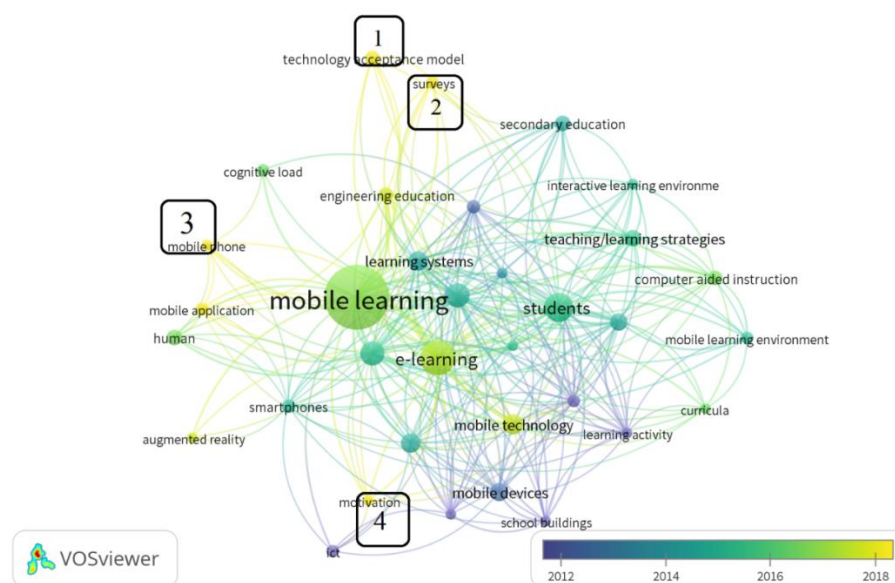 1
technology acceptance model
surveys
2
secondary education
cognitive load
interactive learning environme
engineering education
3
teaching/learning strategies
mobile phone
learning systems
computer aided instruction
mobile learning
students
mobile application
human
mobile learning environment
e-learning
smartphones
curricula
mobile technology
learning activity
augmented reality
mobile devices
motivation
4
school buildings
ict
VOSviewer
2012 2014 2016 2018